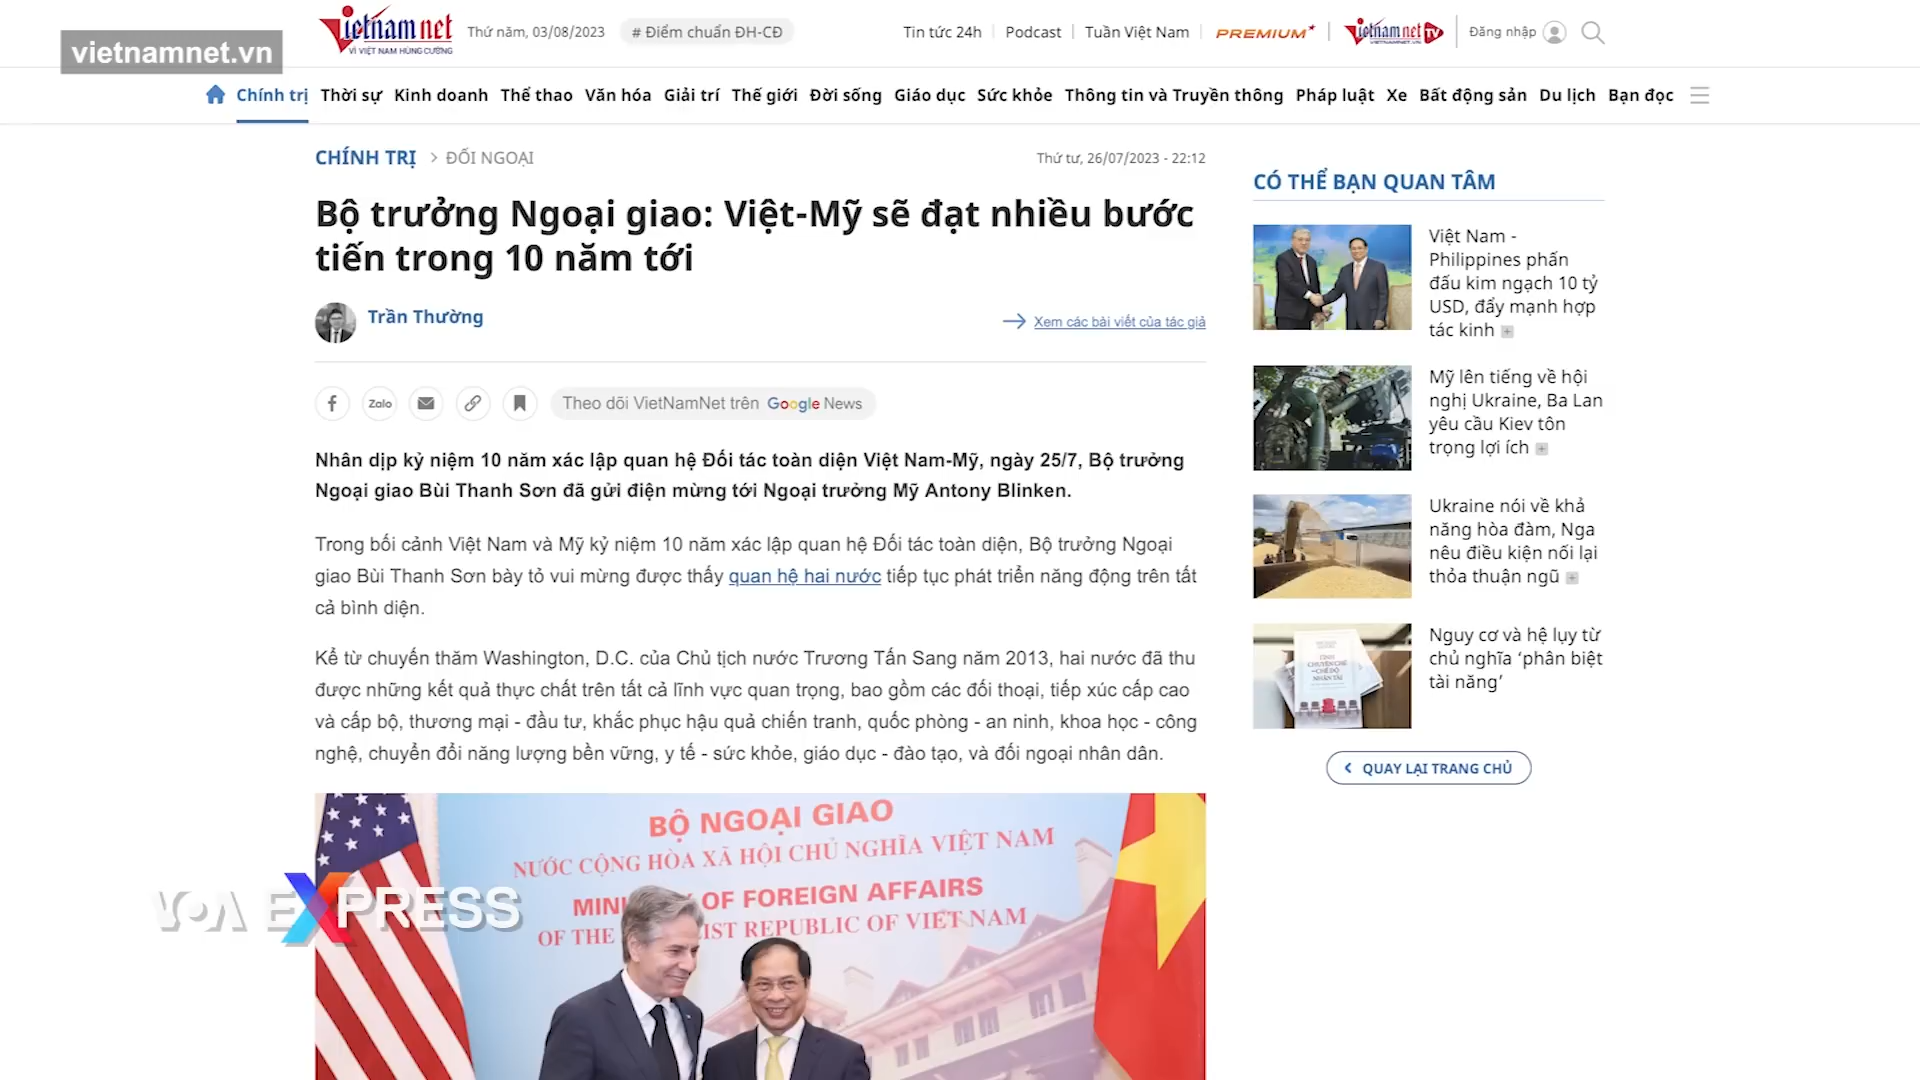 vietnamnet.vn
vietnamnet
VÌ VIỆT NAM HÙNG CƯỜNG
Thứ năm, 03/08/2023
# Điểm chuẩn ĐH-CĐ
Tin tức 24h
Podcast
Tuần Việt Nam
PREMIUM
vietnamnet TV
VIETNAMNET.VN
Đăng nhập
Chính trị Thời sự Kinh doanh Thể thao Văn hóa Giải trí Thế giới Đời sống Giáo dục Sức khỏe Thông tin và Truyền thông Pháp luật Xe Bất động sản Du lịch Bạn đọc
CHÍNH TRỊ > ĐỐI NGOẠI
Thứ tư, 26/07/2023 - 22:12
Bộ trưởng Ngoại giao: Việt-Mỹ sẽ đạt nhiều bước
tiến trong 10 năm tới
Trần Thường
Xem các bài viết của tác giả
Zalo
Theo dõi VietNamNet trên Google News
Nhân dịp kỷ niệm 10 năm xác lập quan hệ Đối tác toàn diện Việt Nam-Mỹ, ngày 25/7, Bộ trưởng
Ngoại giao Bùi Thanh Sơn đã gửi điện mừng tới Ngoại trưởng Mỹ Antony Blinken.
Trong bối cảnh Việt Nam và Mỹ kỷ niệm 10 năm xác lập quan hệ Đối tác toàn diện, Bộ trưởng Ngoại
giao Bùi Thanh Sơn bày tỏ vui mừng được thấy quan hệ hai nước tiếp tục phát triển năng động trên tất
cả bình diện.
Kể từ chuyến thăm Washington, D.C. của Chủ tịch nước Trương Tấn Sang năm 2013, hai nước đã thu
được những kết quả thực chất trên tất cả lĩnh vực quan trọng, bao gồm các đối thoại, tiếp xúc cấp cao
và cấp bộ, thương mại - đầu tư, khắc phục hậu quả chiến tranh, quốc phòng - an ninh, khoa học - công
nghệ, chuyển đổi năng lượng bền vững, y tế - sức khỏe, giáo dục - đào tạo, và đối ngoại nhân dân.
BỘ NGOẠI GIAO
NƯỚC CỘNG HÒA XÃ HỘI CHỦ NGHĨA VIỆT NAM
OF FOREIGN AFFAIRS
OF THE
REPUBLIC OF VIET NAM
VOA EXPRESS
CÓ THỂ BẠN QUAN TÂM
Việt Nam -
Philippines phấn
đấu kim ngạch 10 tỷ
USD, đẩy mạnh hợp
tác kinh
Mỹ lên tiếng về hội
nghị Ukraine, Ba Lan
yêu cầu Kiev tôn
trọng lợi ích
Ukraine nói về khả
năng hòa đàm, Nga
nêu điều kiện nối lại
thỏa thuận ngũ
Nguy cơ và hệ lụy từ
chủ nghĩa ‘phân biệt
tài năng’
QUAY LẠI TRANG CHỦ